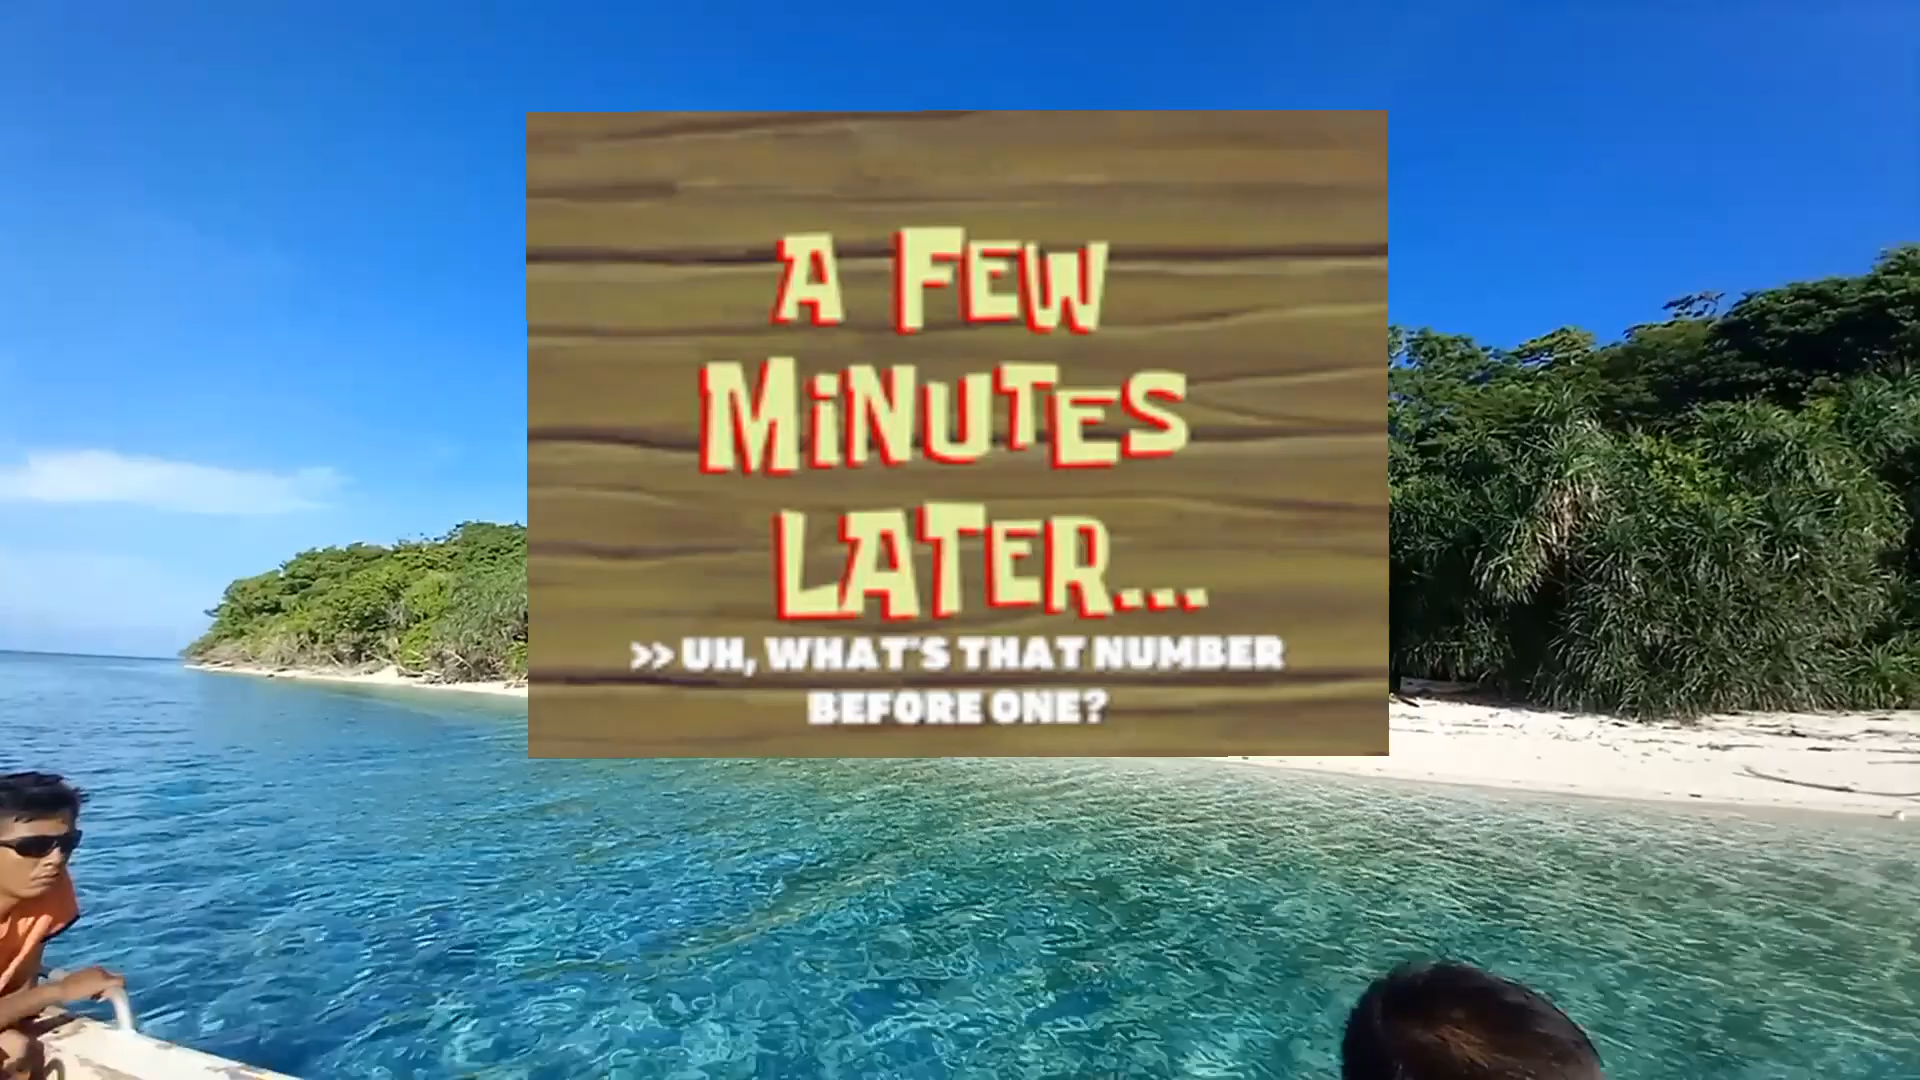 A FEW
MiNUTES
LATER...
>> UH, WHAT'S THAT NUMBER
BEFORE ONE?